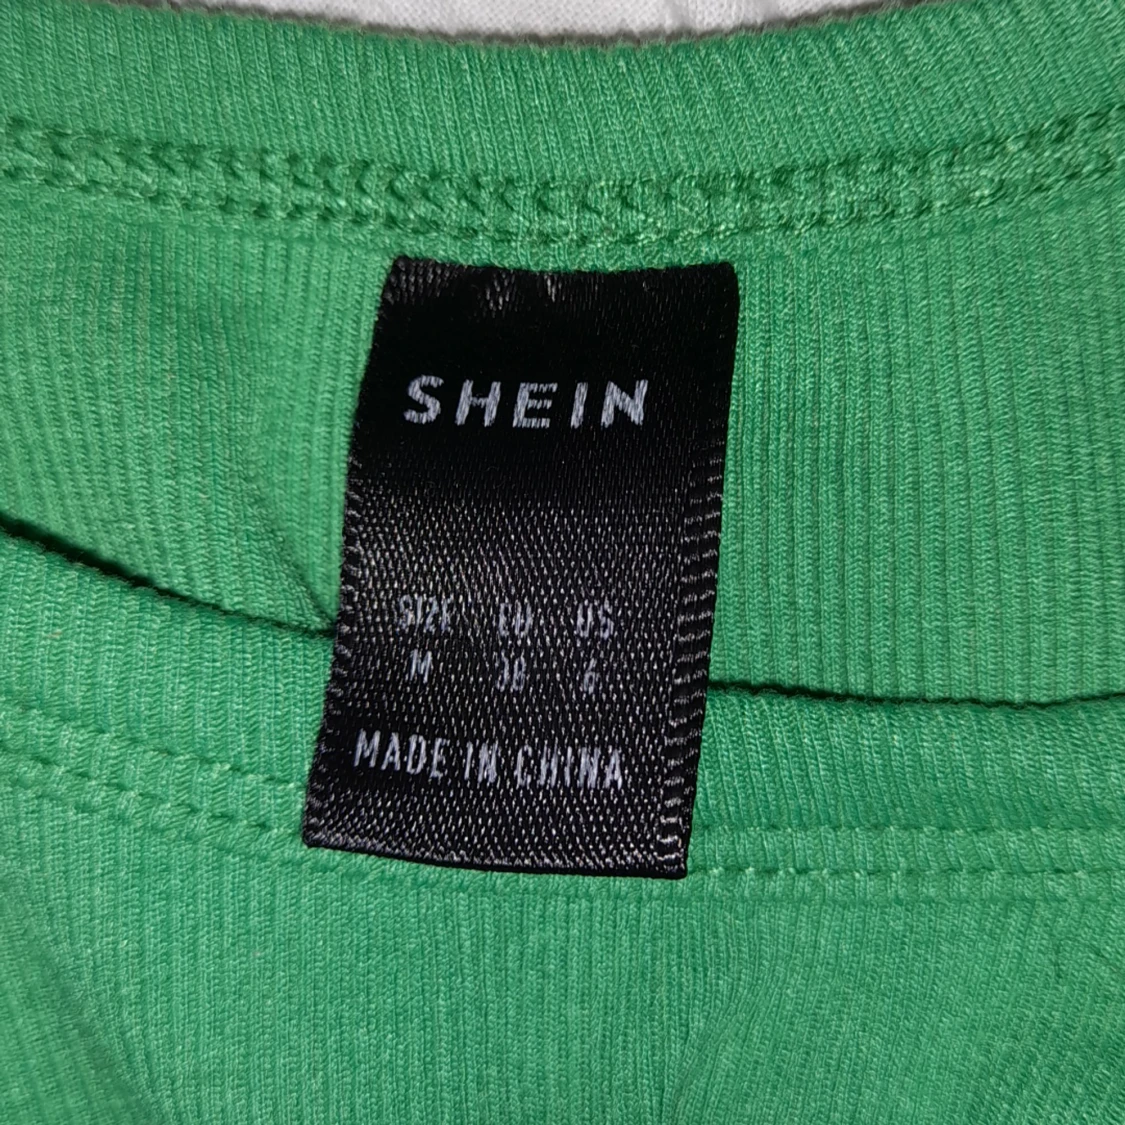 SHEIN
SIZE EU US
M 38 6
MADE IN CHINA